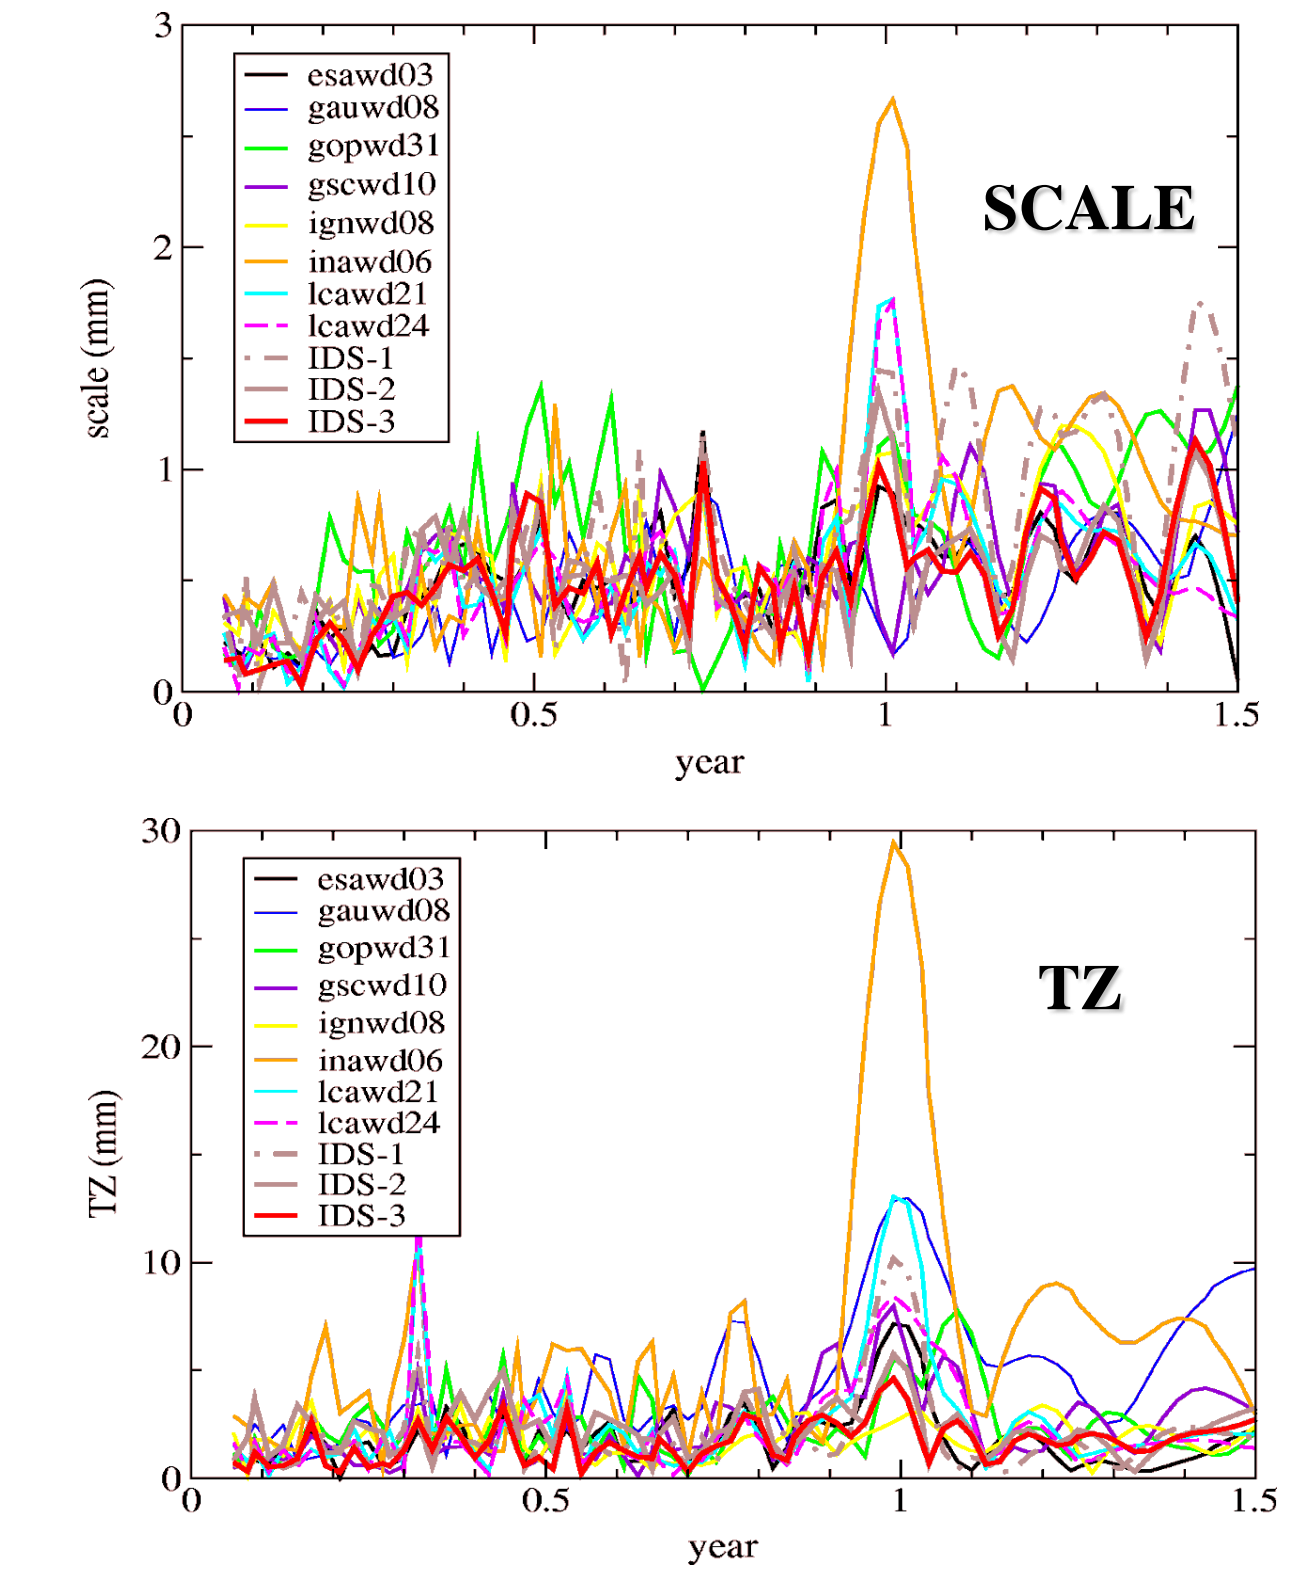 3
2
1
0
scale (mm)
esawd03
gauwd08
gopwd31
gscwd10
ignwd08
inawd06
lcawd21
lcawd24
IDS-1
IDS-2
IDS-3
SCALE
0 0.5 1 1.5
year
30
20
10
0
TZ (mm)
esawd03
gauwd08
gopwd31
gscwd10
ignwd08
inawd06
lcawd21
lcawd24
IDS-1
IDS-2
IDS-3
TZ
0 0.5 1 1.5
year